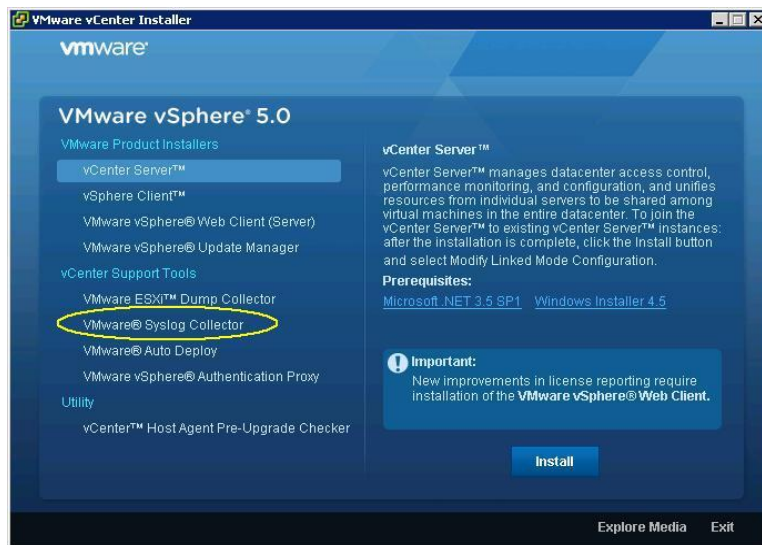 VMware vCenter Installer
vmware
VMware vSphere® 5.0
VMware Product Installers
vCenter Server™
vSphere Client™
VMware vSphere® Web Client (Server)
VMware vSphere® Update Manager
vCenter Support Tools
VMware ESXi™ Dump Collector
VMware® Syslog Collector
VMware® Auto Deploy
VMware vSphere® Authentication Proxy
Utility
vCenter™ Host Agent Pre-Upgrade Checker
vCenter Server™
vCenter Server™ manages datacenter access control,
performance monitoring, and configuration, and unifies
resources from individual servers to be shared among
virtual machines in the entire datacenter. To join the
vCenter Server™ to existing vCenter Server™ instances:
after the installation is complete, click the Install button
and select Modify Linked Mode Configuration.
Prerequisites:
Microsoft .NET 3.5 SP1 Windows Installer 4.5
Important:
New improvements in license reporting require
installation of the VMware vSphere® Web Client.
Install
Explore Media Exit